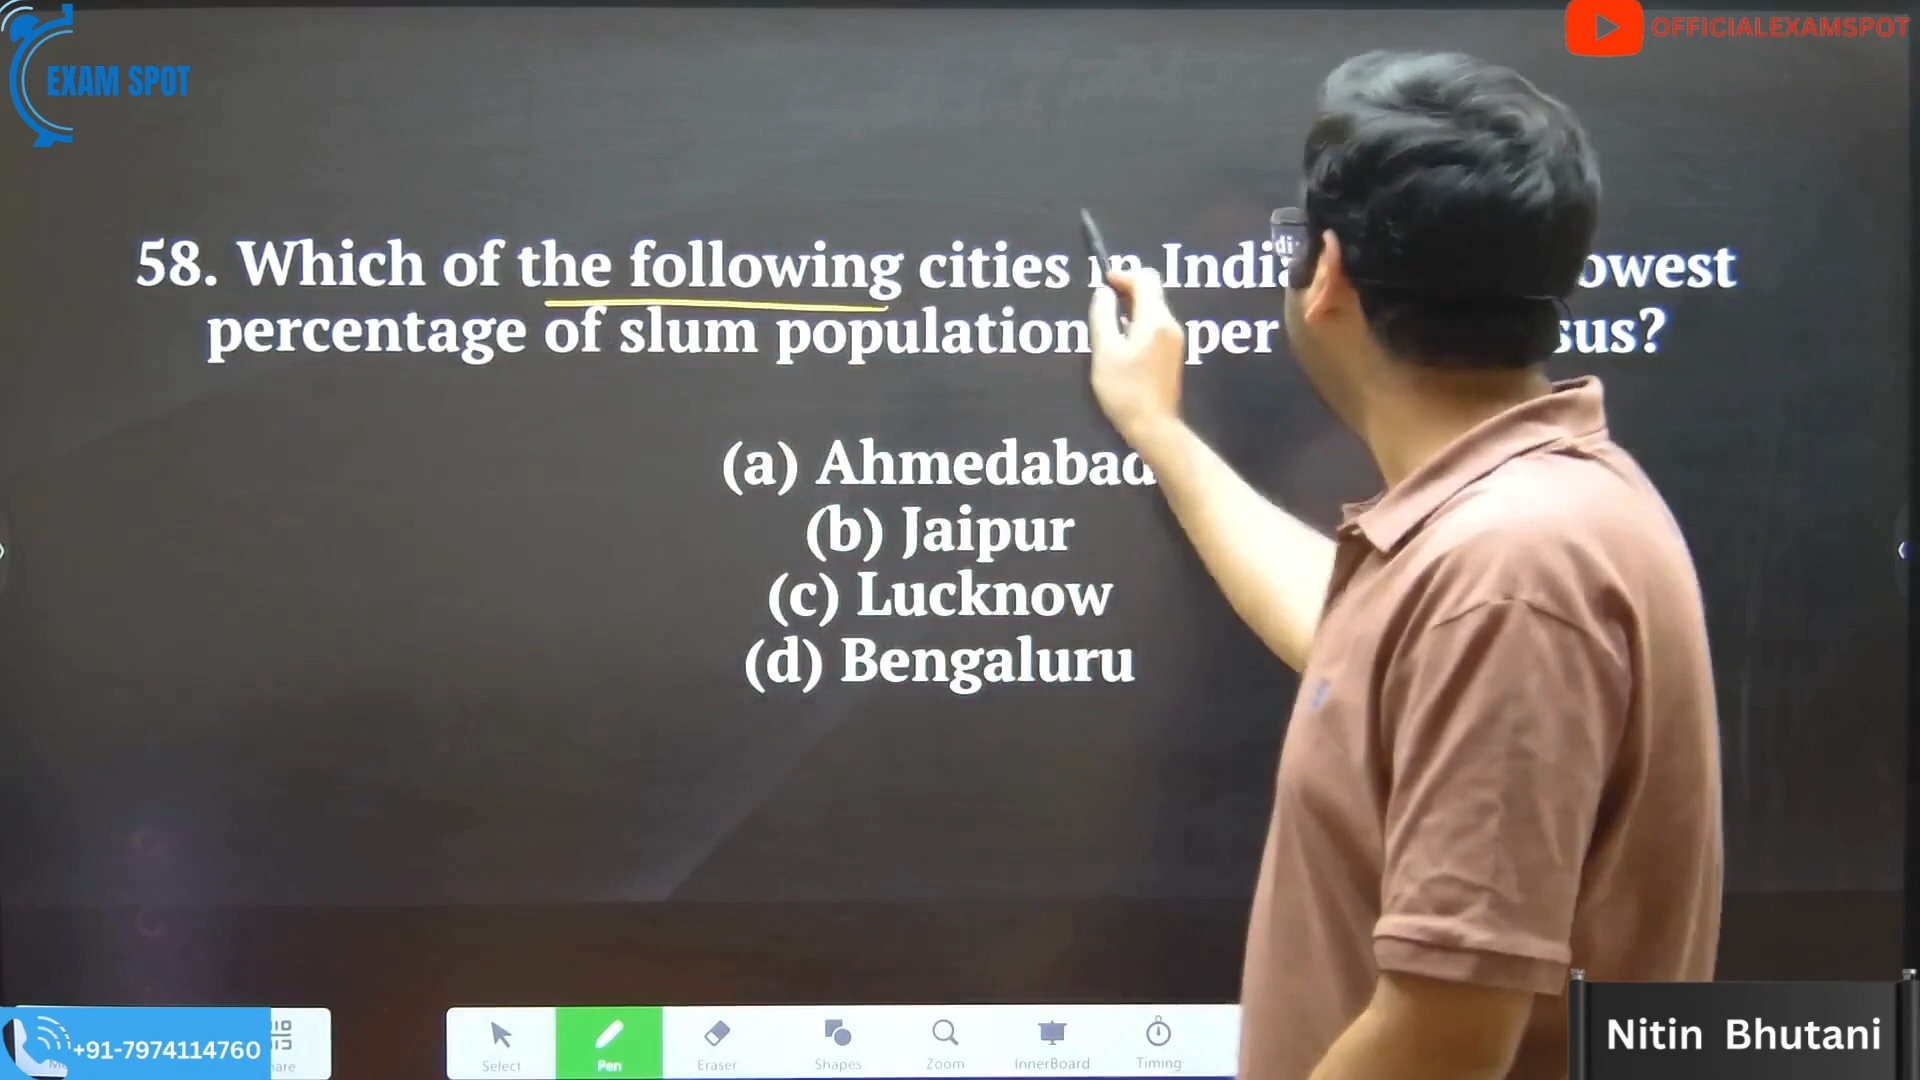 EXAM SPOT
OFFICIALEXAMSPOT
58. Which of the following cities in India owest
percentage of slum population per sus?
(a) Ahmedabad
(b) Jaipur
(c) Lucknow
(d) Bengaluru
+91-7974114760
Select
Pen
Eraser
Shapes
Zoom
InnerBoard
Timing
Nitin Bhutani